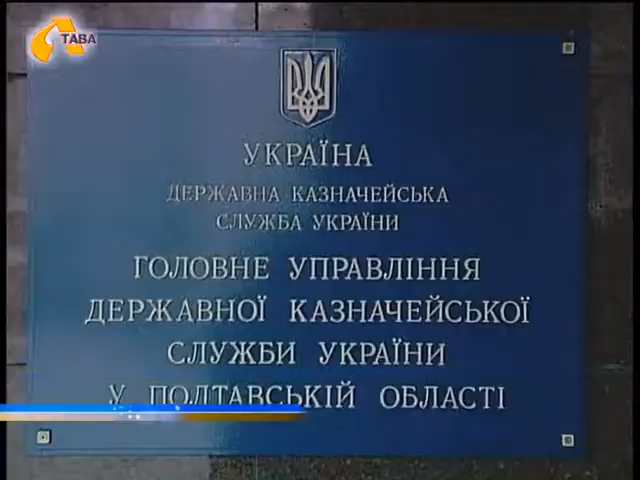 ТАВА
УКРАЇНА
ДЕРЖАВНА КАЗНАЧЕЙСЬКА
СЛУЖБА УКРАЇНИ
ГОЛОВНЕ УПРАВЛІННЯ
ДЕРЖАВНОЇ КАЗНАЧЕЙСЬКОЇ
СЛУЖБИ УКРАЇНИ
У ПОЛТАВСЬКІЙ ОБЛАСТІ